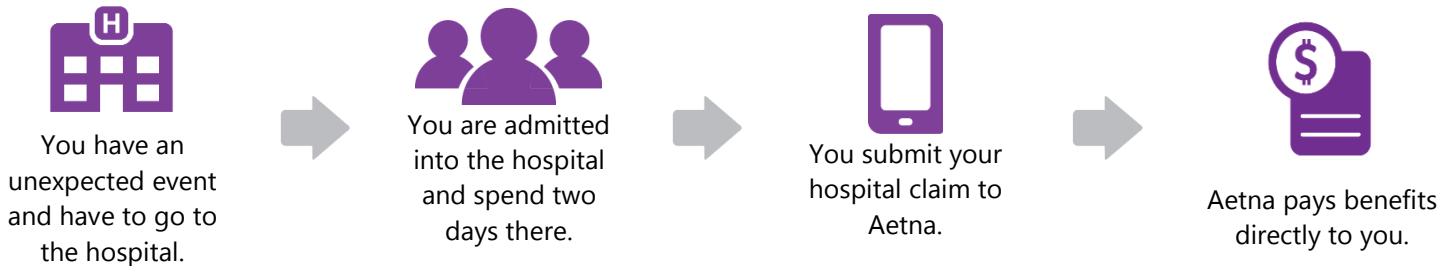 H
You have an
unexpected event
and have to go to
the hospital.
You are admitted
into the hospital
and spend two
days there.
You submit your
hospital claim to
Aetna.
$
Aetna pays benefits
directly to you.